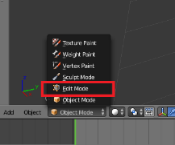 Texture Paint
Weight Paint
Vertex Paint
Sculpt Mode
Edit Mode
Object Mode
Add Object Object Mode